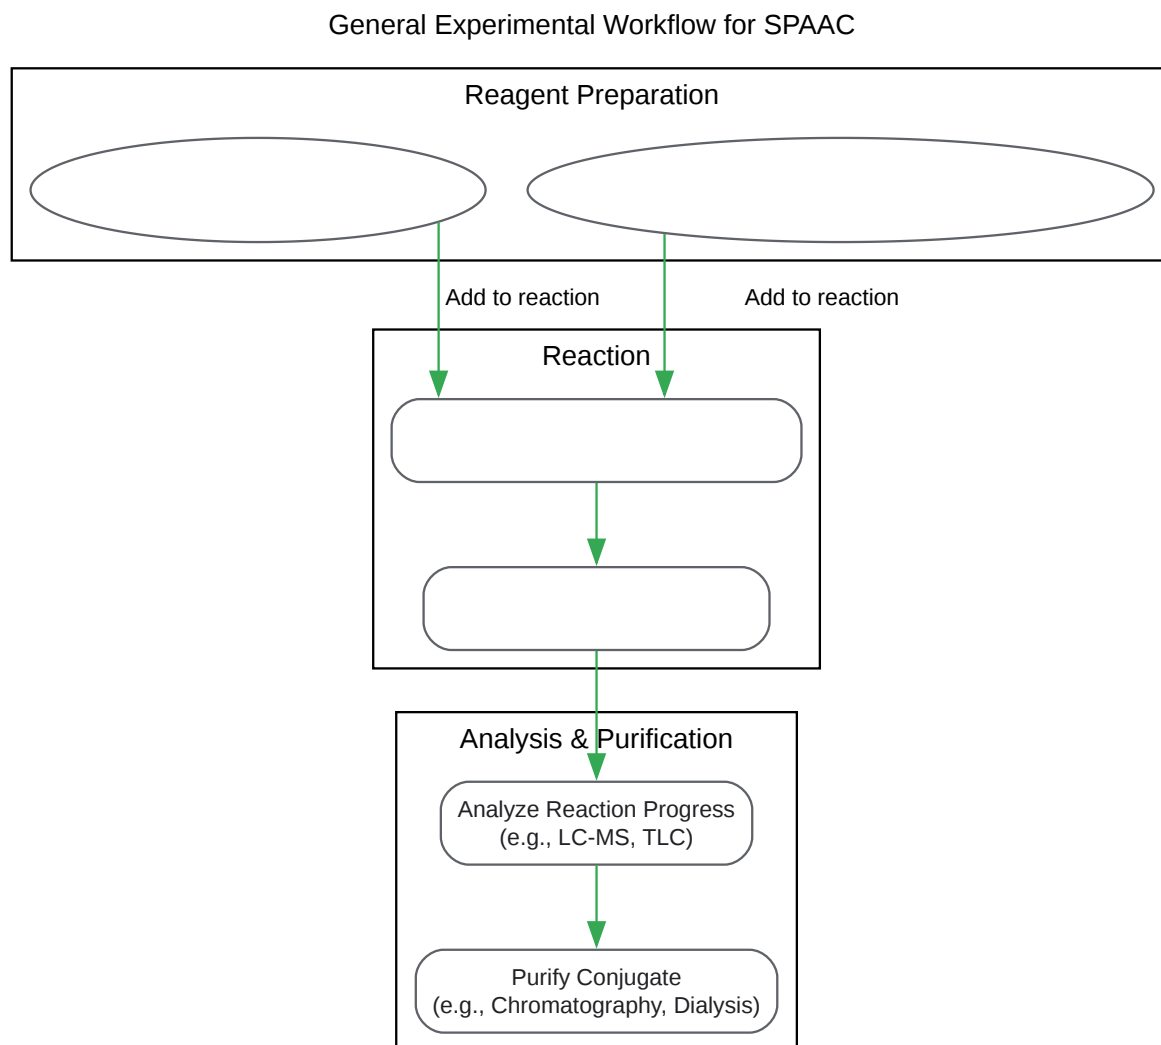 General Experimental Workflow for SPAAC
Reagent Preparation
Add to reaction
Add to reaction
Reaction
Analysis & Purification
Analyze Reaction Progress
(e.g., LC-MS, TLC)
Purify Conjugate
(e.g., Chromatography, Dialysis)